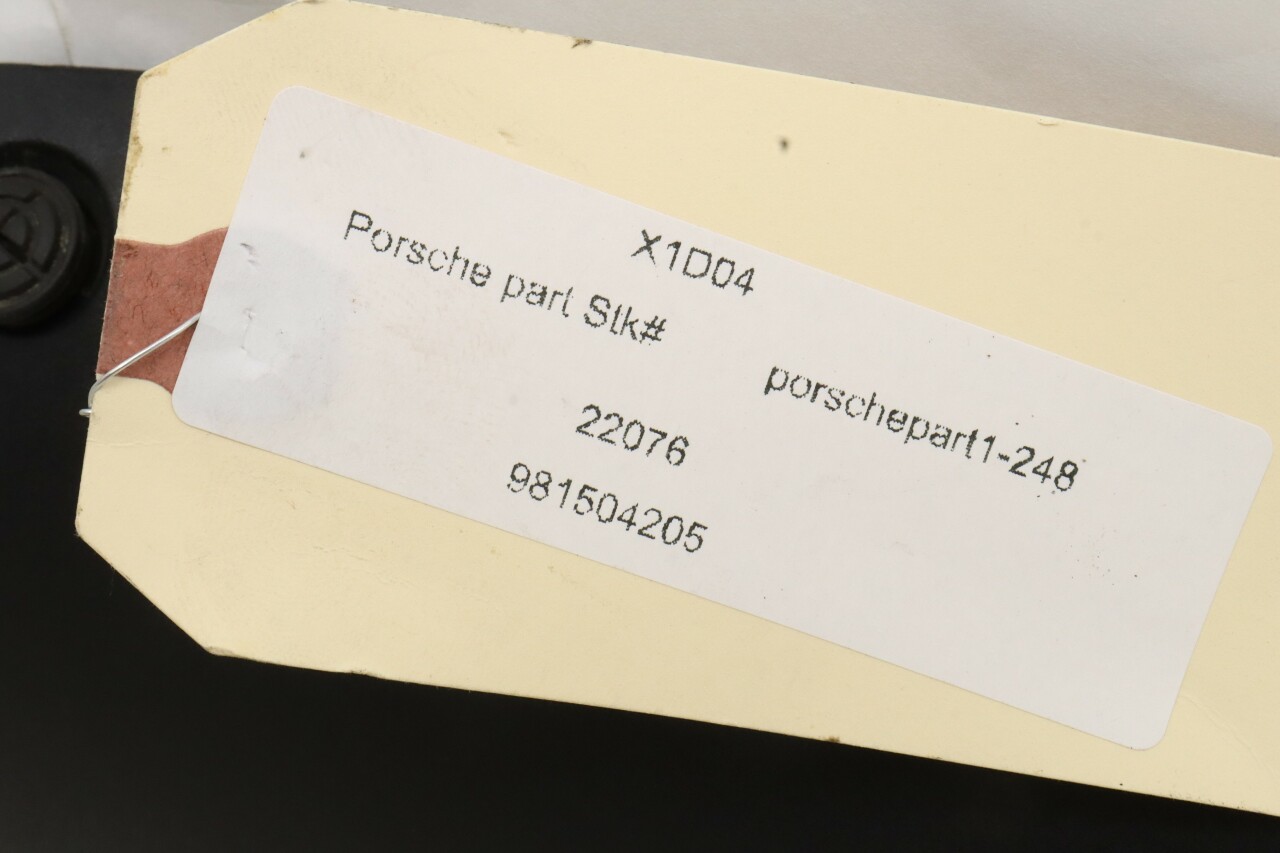 X1D04
Porsche part Stk#
porschepart1-248
22076
981504205